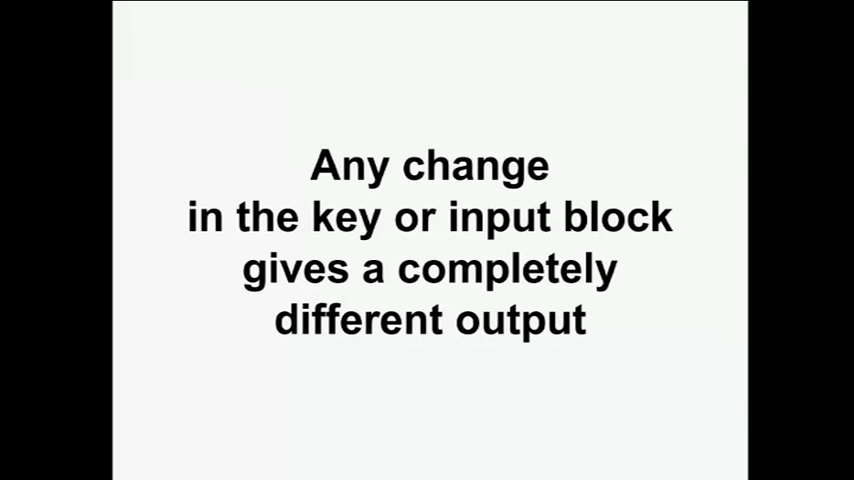 Any change
in the key or input block
gives a completely
different output